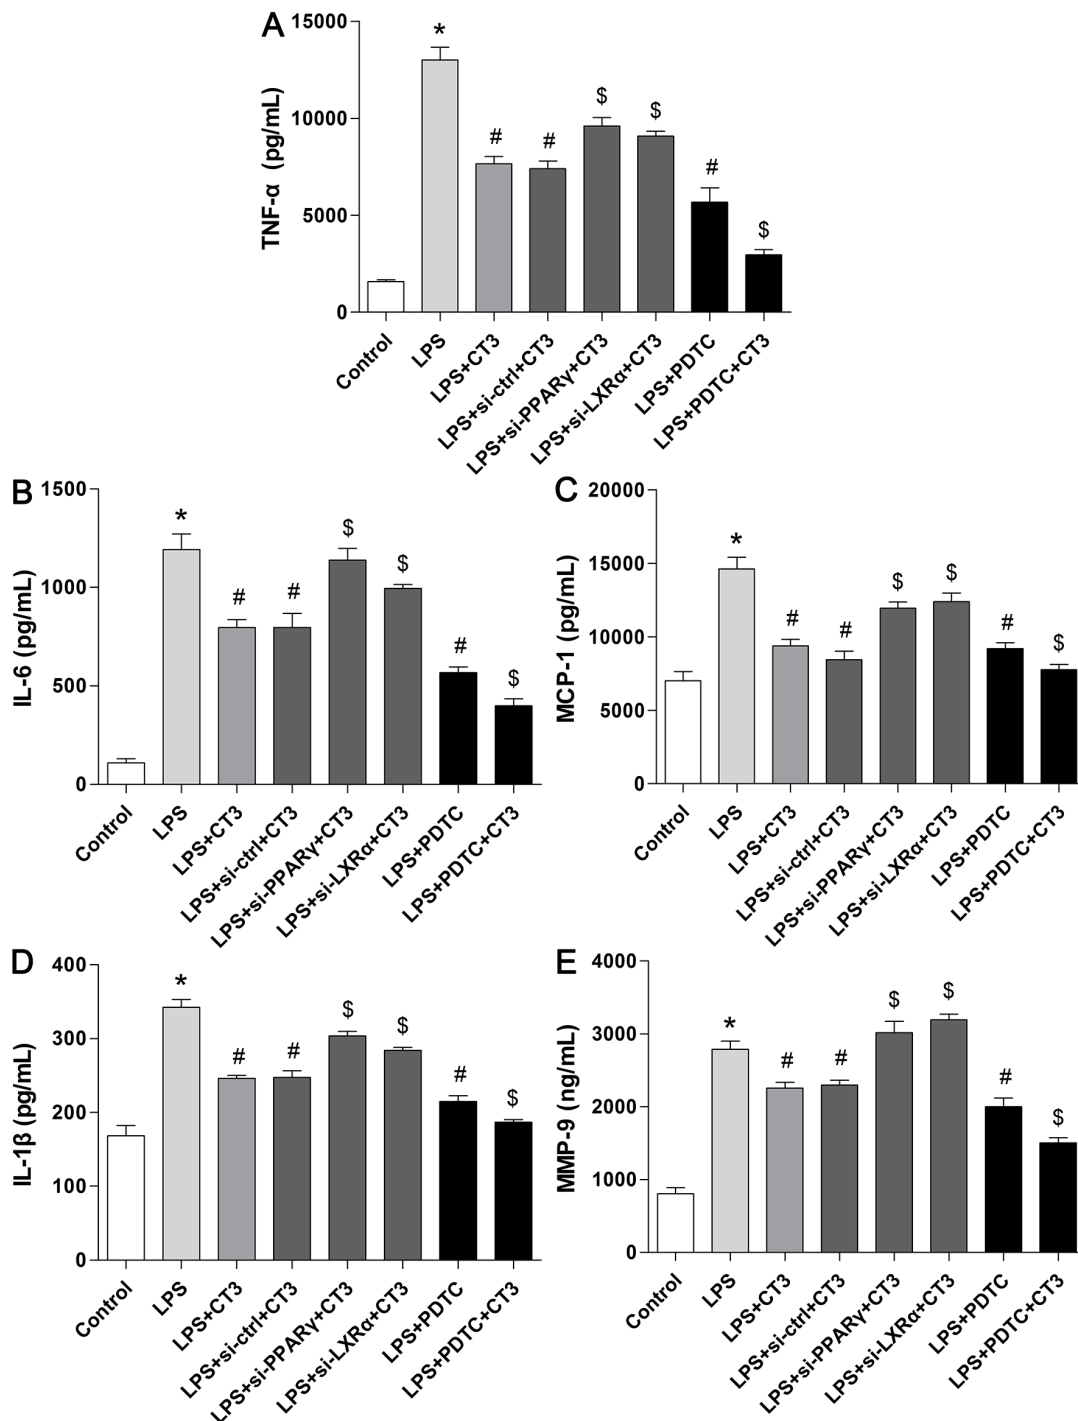 A
TNF-α (pg/mL)
15000
10000
5000
0
*
#
#
$
$
#
$
Control
LPS
LPS+CT3
LPS+si-ctrl+CT3
LPS+si-PPARγ+CT3
LPS+si-LXRα+CT3
LPS+PDTC
LPS+PDTC+CT3
B
IL-6 (pg/mL)
1500
1000
500
0
*
#
#
$
$
#
$
Control
LPS
LPS+CT3
LPS+si-ctrl+CT3
LPS+si-PPARγ+CT3
LPS+si-LXRα+CT3
LPS+PDTC
LPS+PDTC+CT3
C
MCP-1 (pg/mL)
20000
15000
10000
5000
0
*
#
#
$
$
#
$
Control
LPS
LPS+CT3
LPS+si-ctrl+CT3
LPS+si-PPARγ+CT3
LPS+si-LXRα+CT3
LPS+PDTC
LPS+PDTC+CT3
D
IL-1β (pg/mL)
400
300
200
100
0
*
#
#
$
$
#
$
Control
LPS
LPS+CT3
LPS+si-ctrl+CT3
LPS+si-PPARγ+CT3
LPS+si-LXRα+CT3
LPS+PDTC
LPS+PDTC+CT3
E
MMP-9 (ng/mL)
4000
3000
2000
1000
0
*
#
#
$
$
#
$
Control
LPS
LPS+CT3
LPS+si-ctrl+CT3
LPS+si-PPARγ+CT3
LPS+si-LXRα+CT3
LPS+PDTC
LPS+PDTC+CT3